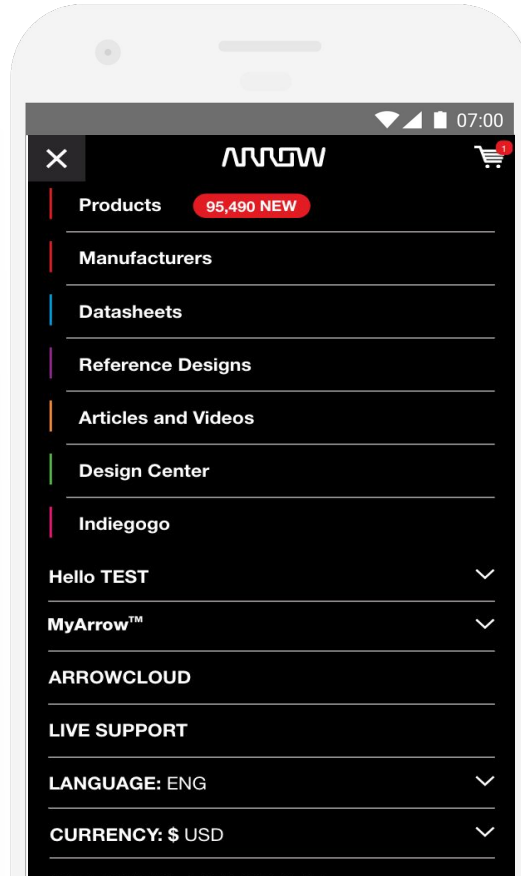 07:00
ARROW
1
Products 95,490 NEW
Manufacturers
Datasheets
Reference Designs
Articles and Videos
Design Center
Indiegogo
Hello TEST
MyArrow™
ARROWCLOUD
LIVE SUPPORT
LANGUAGE: ENG
CURRENCY: $ USD